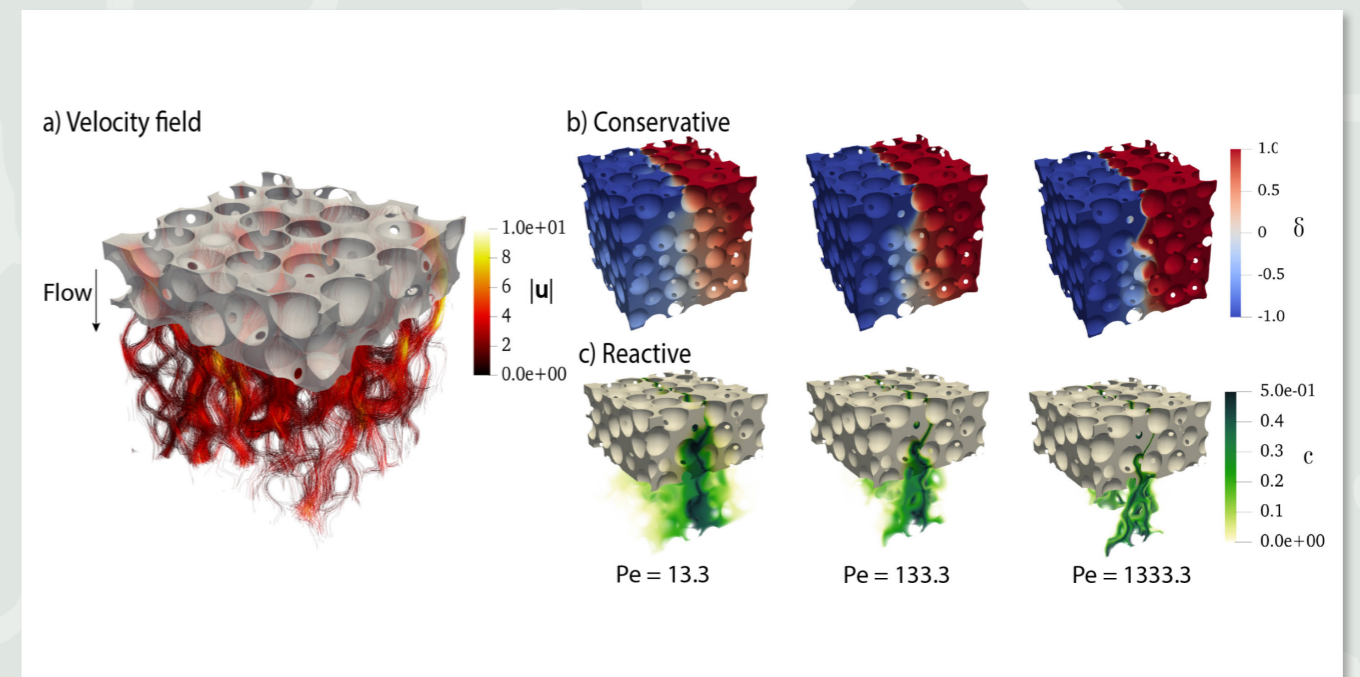 a) Velocity field
Flow
1.0e+01
8
6
4
2
0.0e+00
|u|
b) Conservative
1.0
0.5
0
-0.5
-1.0
δ
c) Reactive
5.0e-01
0.4
0.3
0.2
0.1
0.0e+00
c
Pe = 13.3
Pe = 133.3
Pe = 1333.3